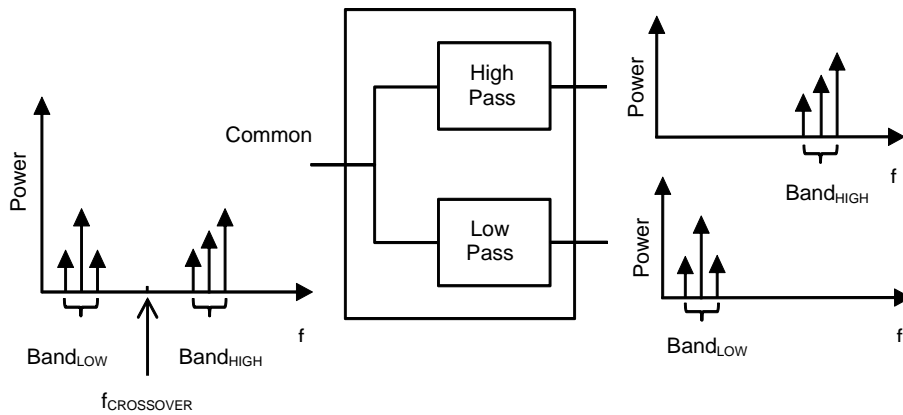 Power
Common
High
Pass
Low
Pass
f
Band_LOW
Band_HIGH
f_CROSSOVER
Power
f
Band_HIGH
Power
f
Band_LOW